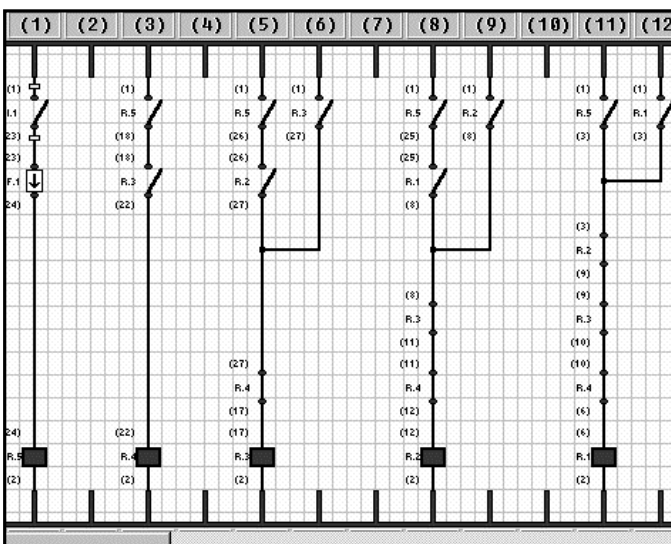 (1) (2) (3) (4) (5) (6) (7) (8) (9) (10) (11) (12
(1) (1) (1) (1) (1) (1) (1) (1)
I.1 R.5 R.5 R.3 R.5 R.2 R.5 R.1
23) (18) (26) (27) (25) (8) (3) (3)
23) (18) (26) (25)
F.1 R.3 R.2 R.1
24) (22) (27) (8)
(3)
R.2
(9)
(8) (9)
R.3 R.3
(11) (10)
(27) (11) (10)
R.4 R.4 R.4
(17) (12) (6)
24) (22) (17) (12) (6)
R.5 R.4 R.3 R.2 R.1
(2) (2) (2) (2) (2)